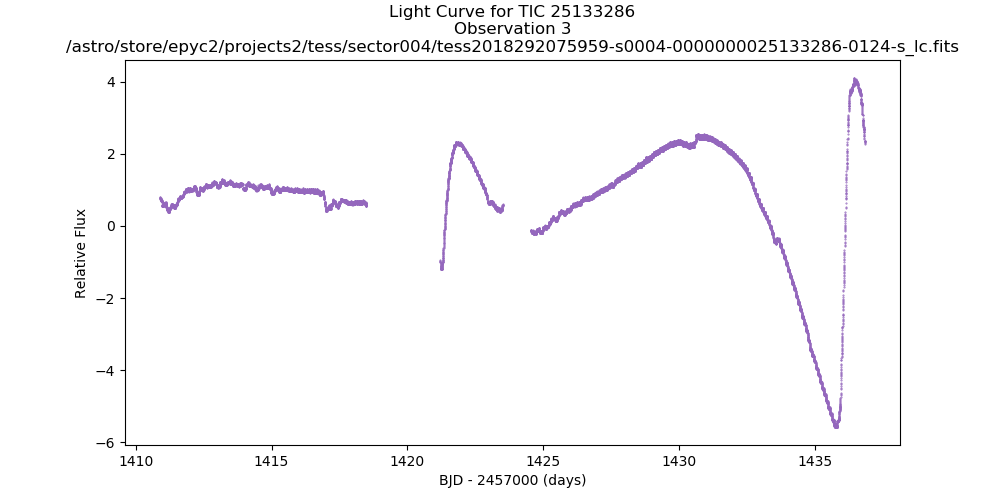 Light Curve for TIC 25133286
Observation 3
/astro/store/epyc2/projects2/tess/sector004/tess2018292075959-s0004-0000000025133286-0124-s_lc.fits
4
2
0
−2
−4
−6
Relative Flux
1410
1415
1420
1425
1430
1435
BJD - 2457000 (days)